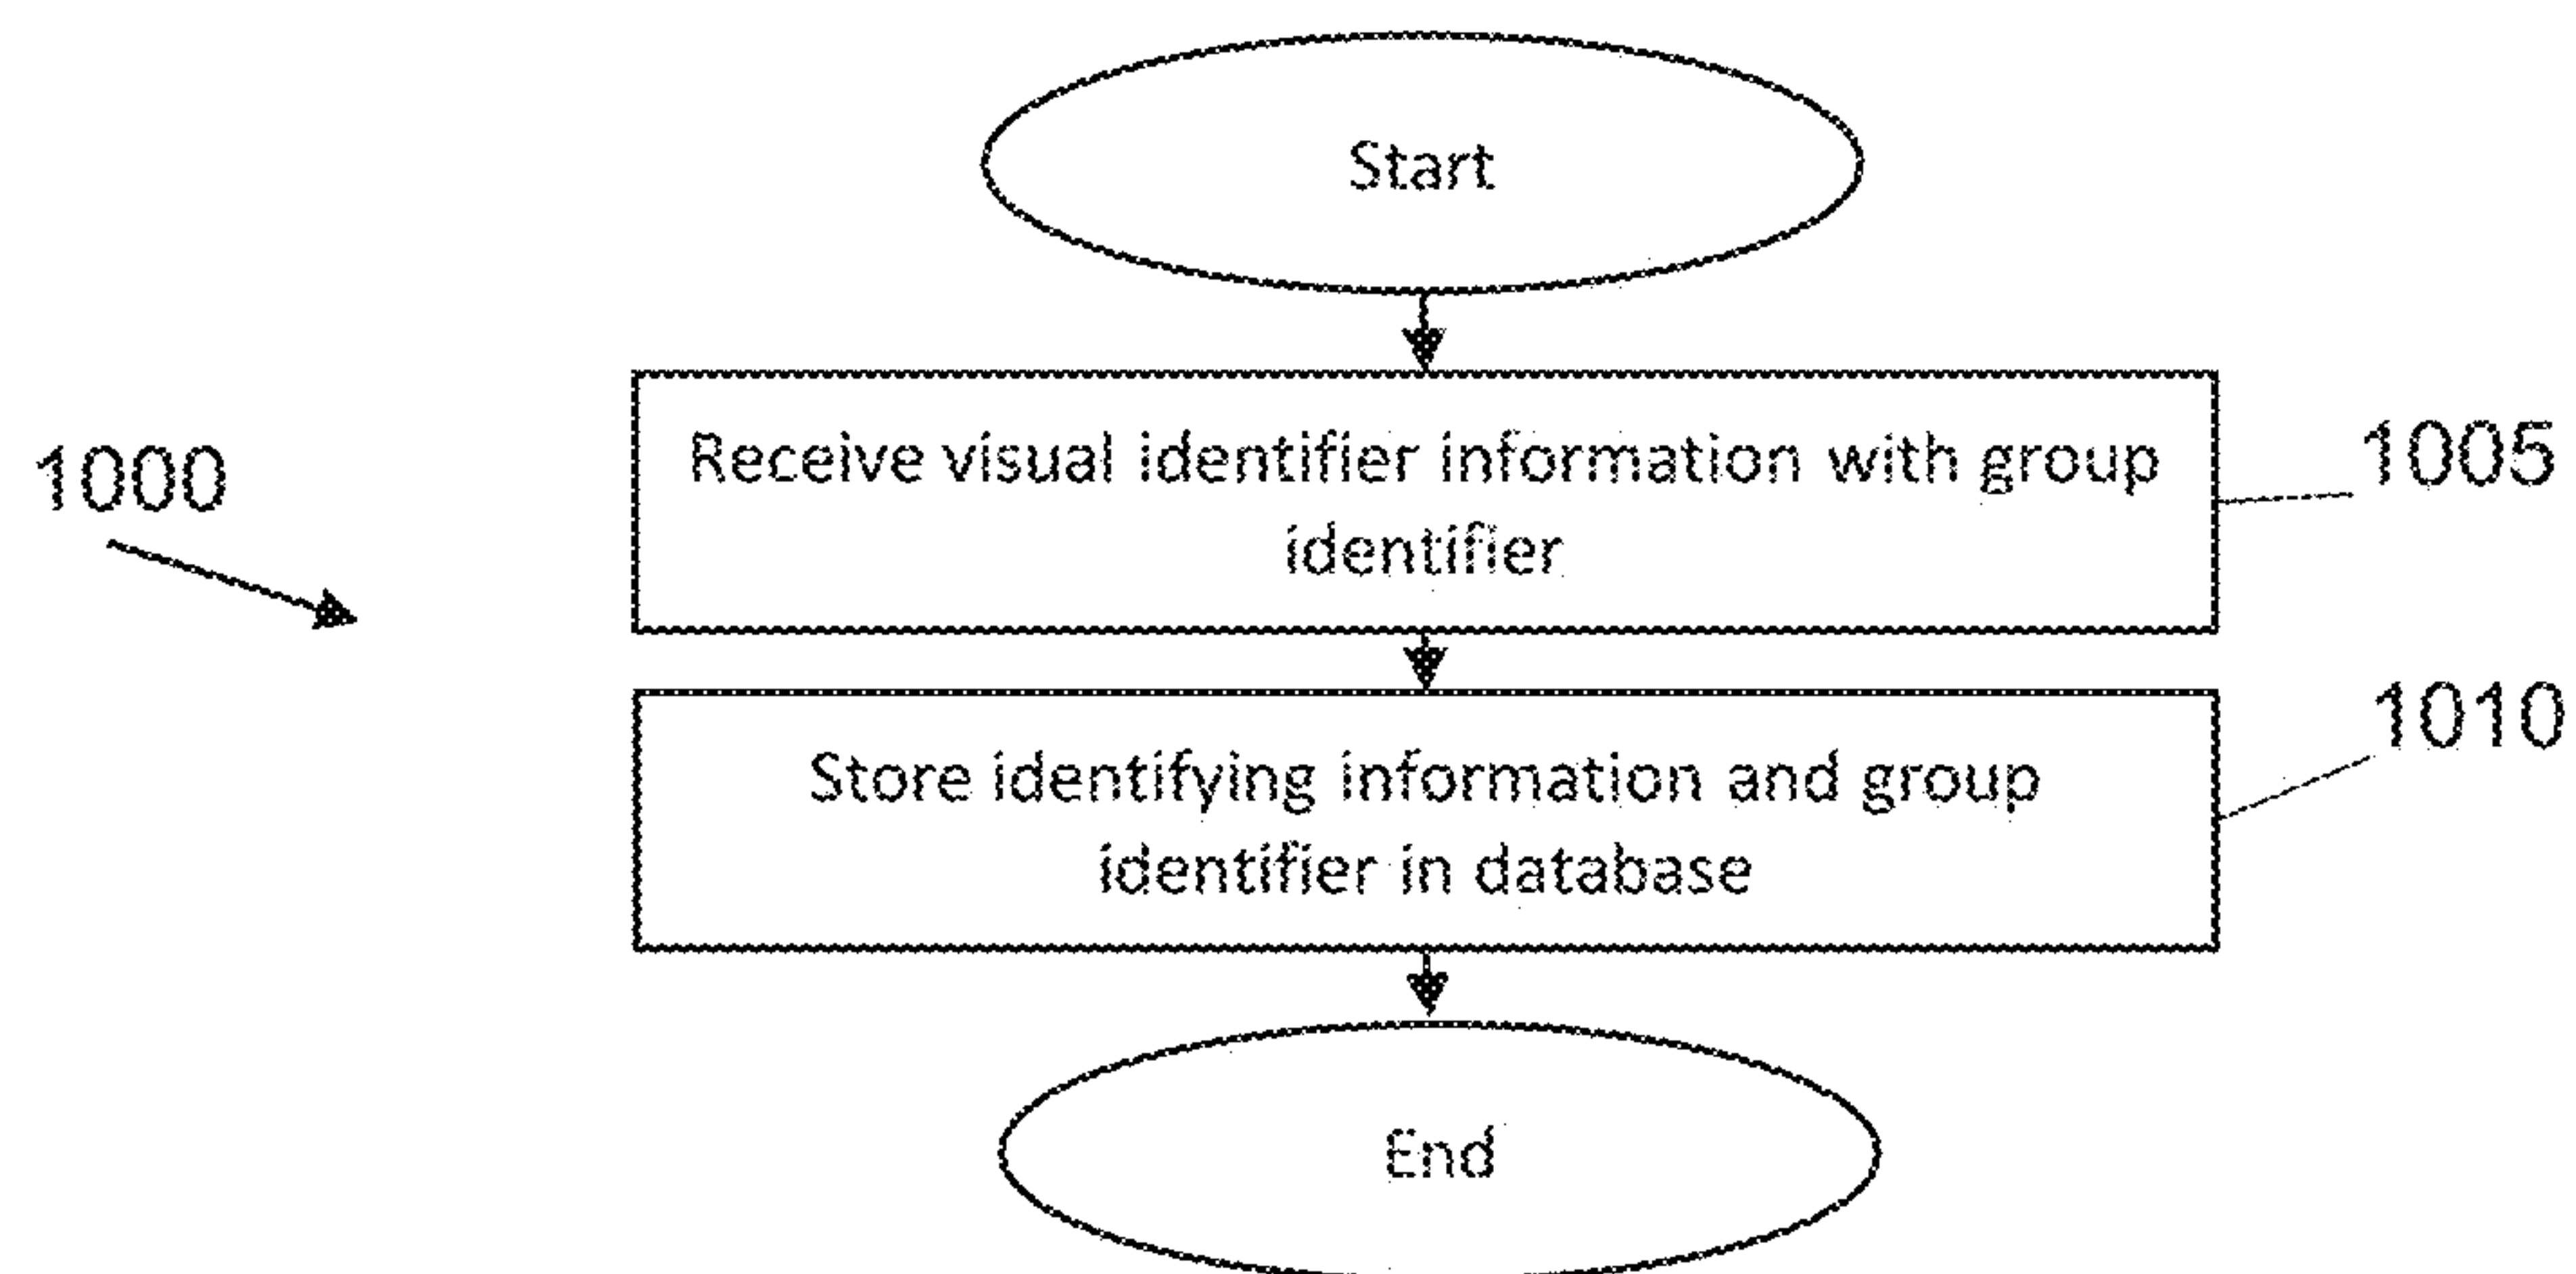 Start
1000
Receive visual identifier information with group
identifier
1005
Store identifying information and group
identifier in database
1010
End